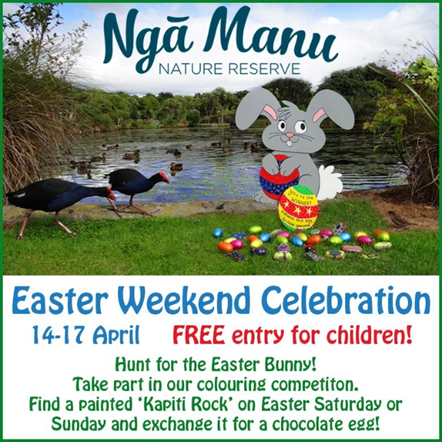 Ngā Manu
NATURE RESERVE
Easter Weekend Celebration
14-17 April FREE entry for children!
Hunt for the Easter Bunny!
Take part in our colouring competiton.
Find a painted 'Kapiti Rock' on Easter Saturday or
Sunday and exchange it for a chocolate egg!